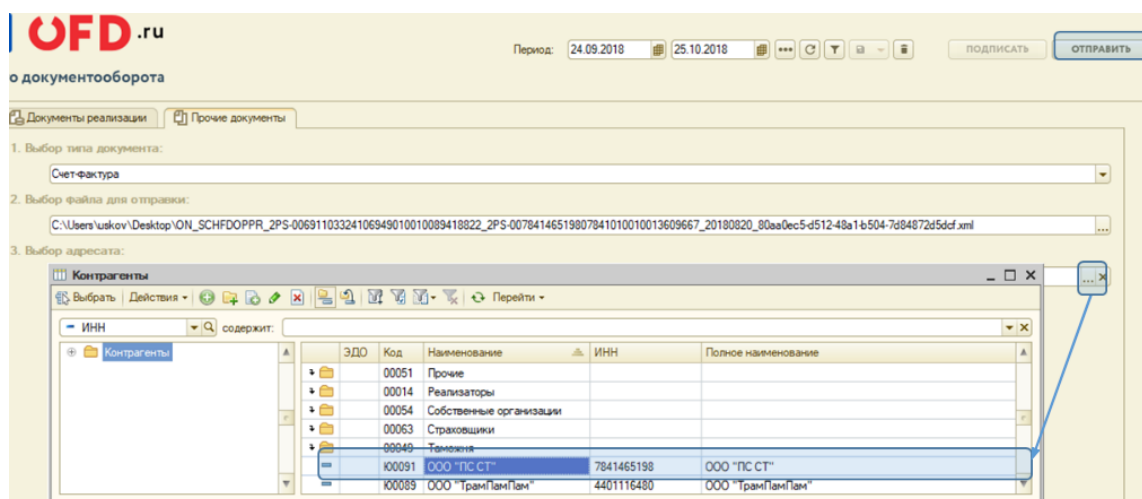 OFD.ru
Период: 24.09.2018 25.10.2018 ... ПОДПИСАТЬ ОТПРАВИТЬ
о документооборота
Документы реализации Прочие документы
1. Выбор типа документа:
Счет-фактура
2. Выбор файла для отправки:
C:\Users\uskov\Desktop\ON_SCHFDOPPR_2PS-00691103324106949010010089418822_2PS-00784146519807841010010013609667_20180820_80aa0ec5-d512-48a1-b504-7d84872d5dcf.xml ...
3. Выбор адресата:
Контрагенты
Выбрать Действия Перейти
ИНН содержит:
Контрагенты
ЭДО Код Наименование ИНН Полное наименование
00051 Прочие
00014 Реализаторы
00054 Собственные организации
00063 Страховщики
00049 Таможня
Ю0091 ООО "ПС СТ" 7841465198 ООО "ПС СТ"
Ю0089 ООО "ТрамПамПам" 4401116480 ООО "ТрамПамПам"